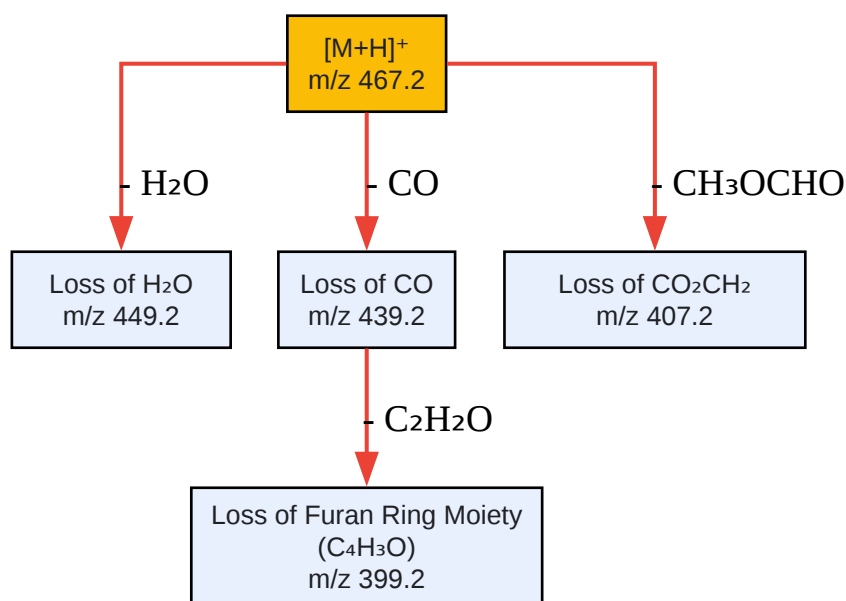 [M+H]⁺
m/z 467.2
- H₂O
- CO
- CH₃OCHO
Loss of H₂O
m/z 449.2
Loss of CO
m/z 439.2
Loss of CO₂CH₂
m/z 407.2
- C₂H₂O
Loss of Furan Ring Moiety
(C₄H₃O)
m/z 399.2